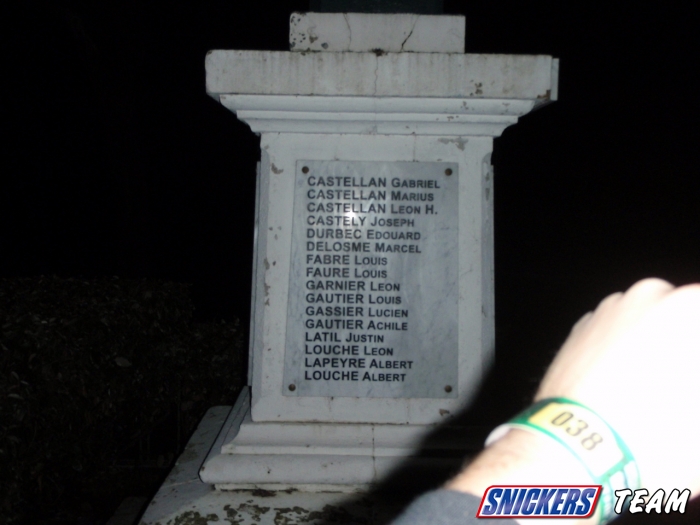 CASTELLAN GABRIEL
CASTELLAN MARIUS
CASTELLAN LEON H.
CASTELY JOSEPH
DURBEC EDOUARD
DELOSME MARCEL
FABRE LOUIS
FAURE LOUIS
GARNIER LEON
GAUTIER LOUIS
GASSIER LUCIEN
GAUTIER ACHILE
LATIL JUSTIN
LOUCHE LEON
LAPEYRE ALBERT
LOUCHE ALBERT
038
SNICKERS TEAM